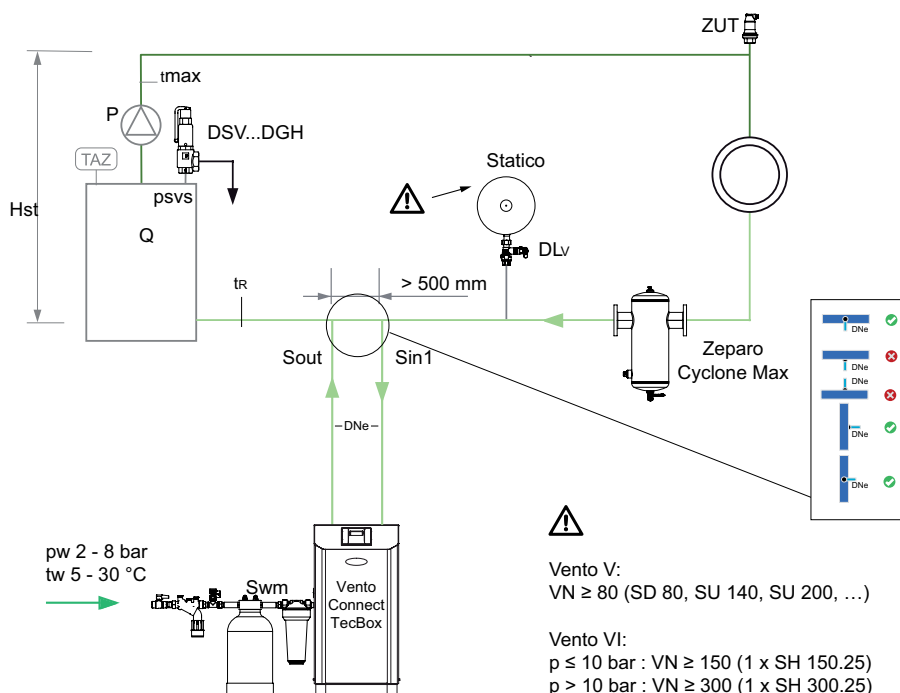 ZUT
tmax
P
DSV...DGH
TAZ
psvs
Statico
Hst
Q
DLv
tR
> 500 mm
Sout
Sin1
Zeparo
Cyclone Max
DNe
DNe
DNe
DNe
DNe
-DNe-
pw 2 - 8 bar
tw 5 - 30 °C
Swm
Vento
Connect
TecBox
Vento V:
VN ≥ 80 (SD 80, SU 140, SU 200, …)
Vento VI:
p ≤ 10 bar : VN ≥ 150 (1 x SH 150.25)
p > 10 bar : VN ≥ 300 (1 x SH 300.25)